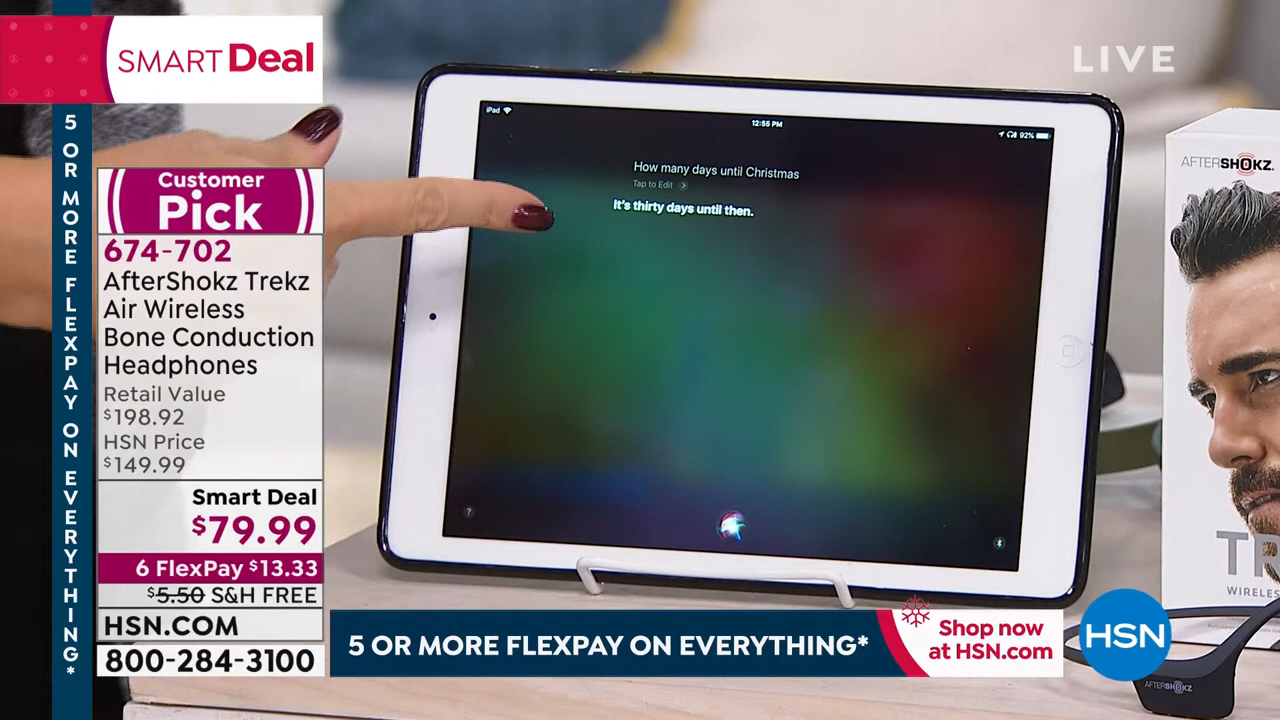 SMART Deal
5 OR MORE FLEXPAY ON EVERYTHING*
Customer
Pick
674-702
AfterShokz Trekz
Air Wireless
Bone Conduction
Headphones
Retail Value
$198.92
HSN Price
$149.99
Smart Deal
$79.99
6 FlexPay $13.33
$5.50 S&H FREE
HSN.COM
800-284-3100
LIVE
iPad
12:55 PM
92%
How many days until Christmas
Tap to Edit
It's thirty days until then.
?
AFTERSHOKZ.
WIRELES
5 OR MORE FLEXPAY ON EVERYTHING*
Shop now
at HSN.com
HSN
AFTERSHOKZ